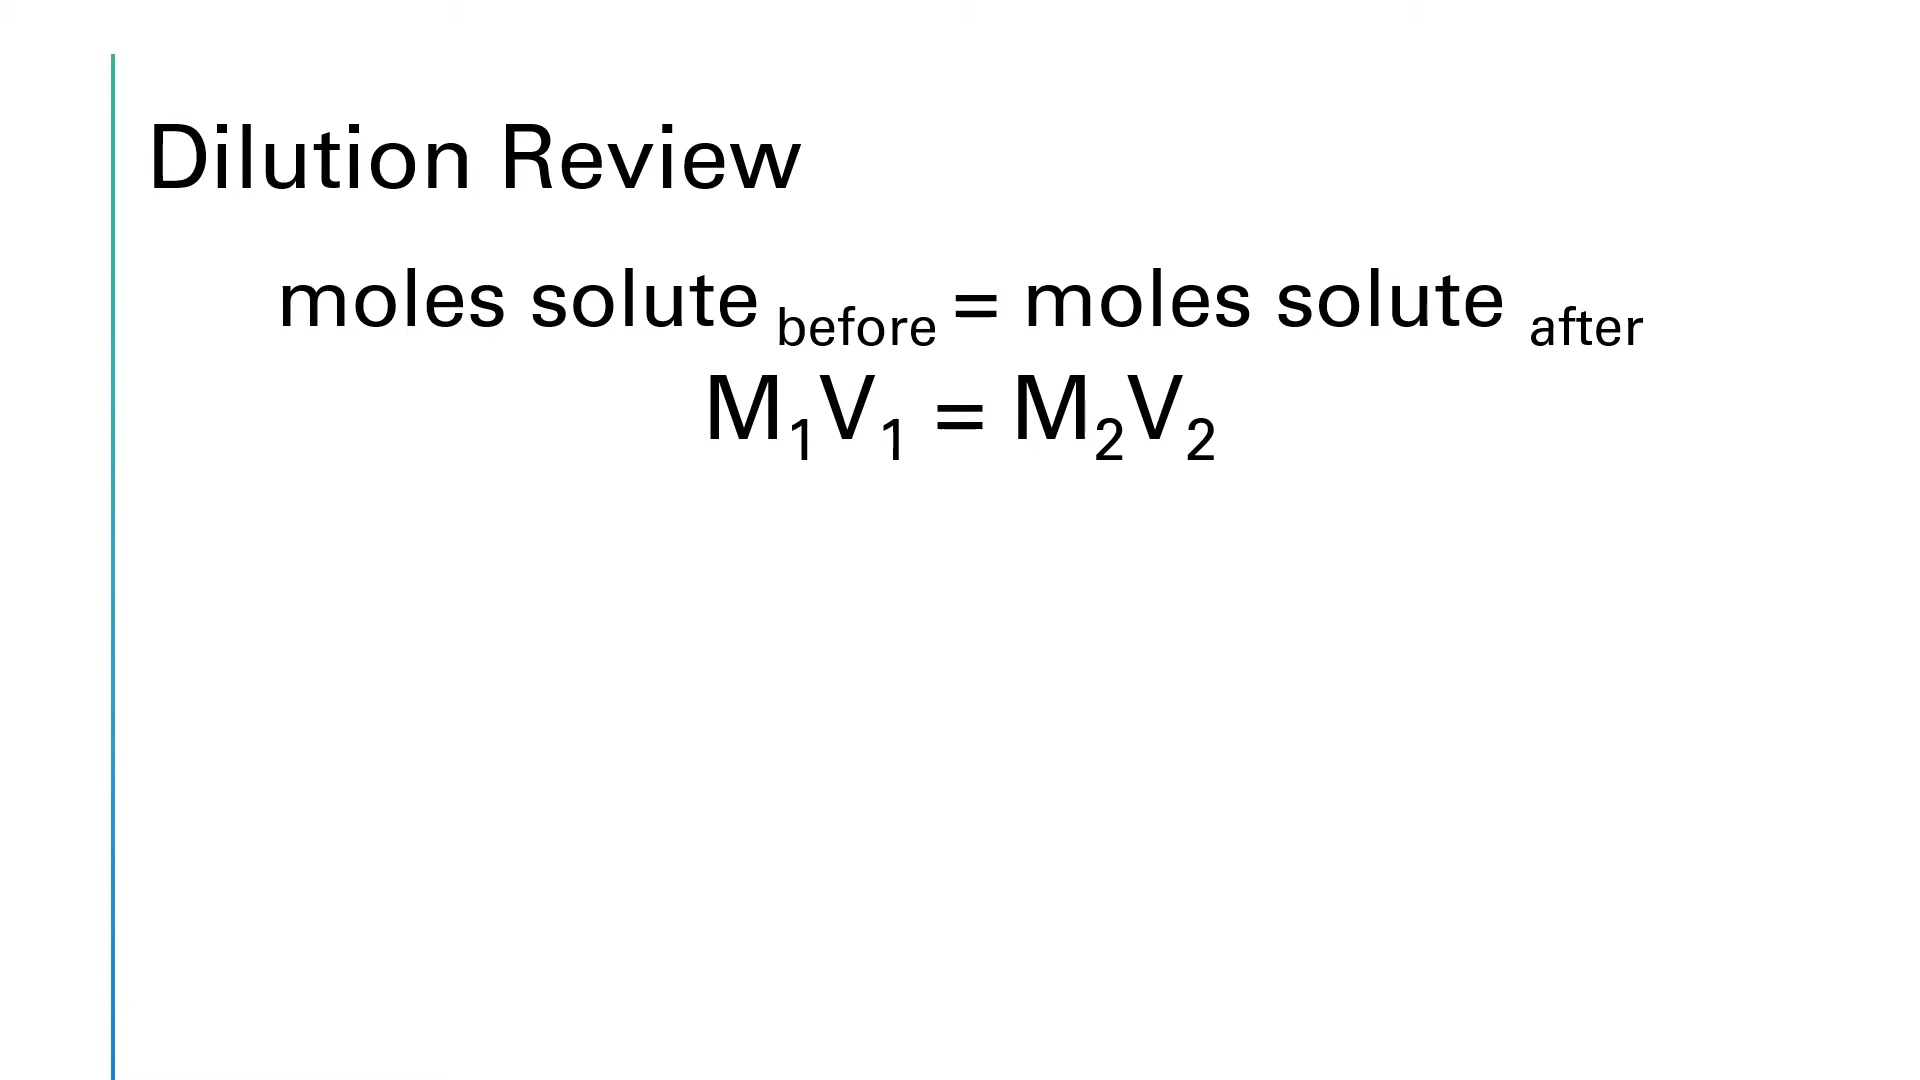 Dilution Review
moles solute before = moles solute after
M₁V₁ = M₂V₂